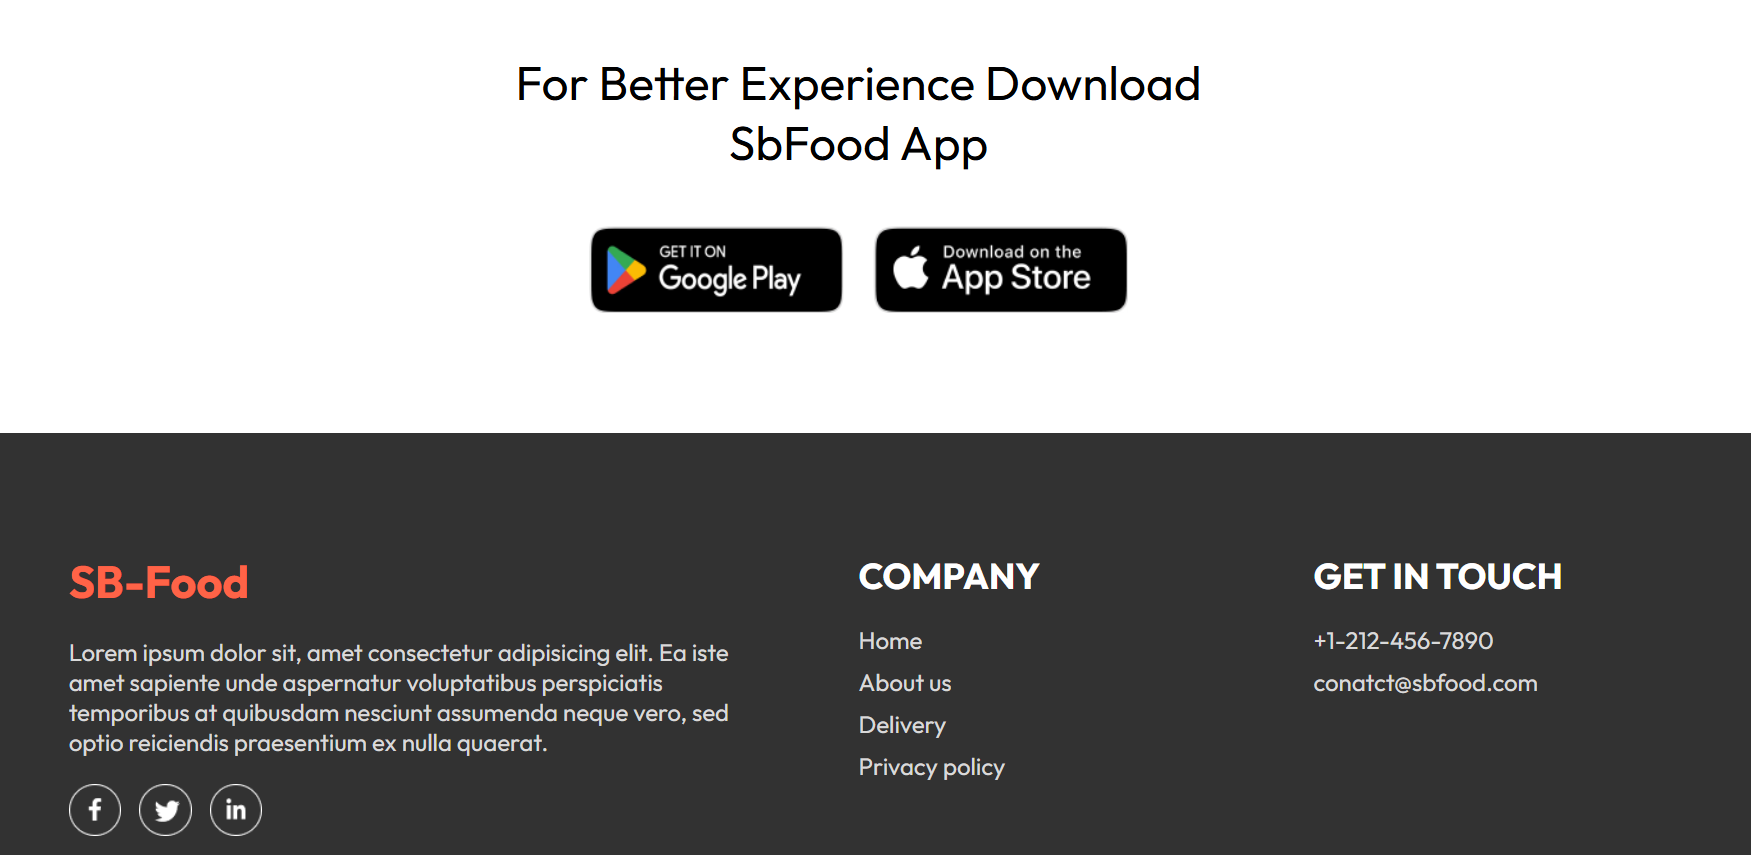 For Better Experience Download
SbFood App
GET IT ON
Google Play
Download on the
App Store
SB-Food
Lorem ipsum dolor sit, amet consectetur adipisicing elit. Ea iste
amet sapiente unde aspernatur voluptatibus perspiciatis
temporibus at quibusdam nesciunt assumenda neque vero, sed
optio reiciendis praesentium ex nulla quaerat.
f
in
COMPANY
Home
About us
Delivery
Privacy policy
GET IN TOUCH
+1-212-456-7890
conatct@sbfood.com